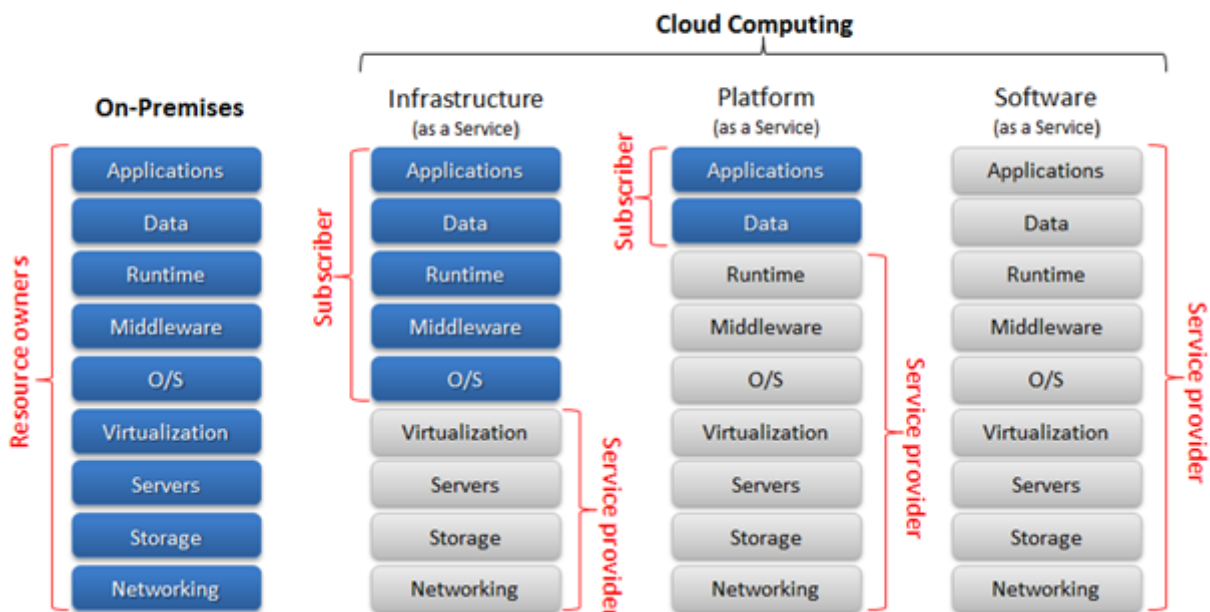 Cloud Computing
On-Premises
Resource owners
Applications
Data
Runtime
Middleware
O/S
Virtualization
Servers
Storage
Networking
Infrastructure
(as a Service)
Subscriber
Applications
Data
Runtime
Middleware
O/S
Virtualization
Servers
Storage
Networking
Service provider
Platform
(as a Service)
Subscriber
Applications
Data
Runtime
Middleware
O/S
Virtualization
Servers
Storage
Networking
Service provider
Software
(as a Service)
Applications
Data
Runtime
Middleware
O/S
Virtualization
Servers
Storage
Networking
Service provider